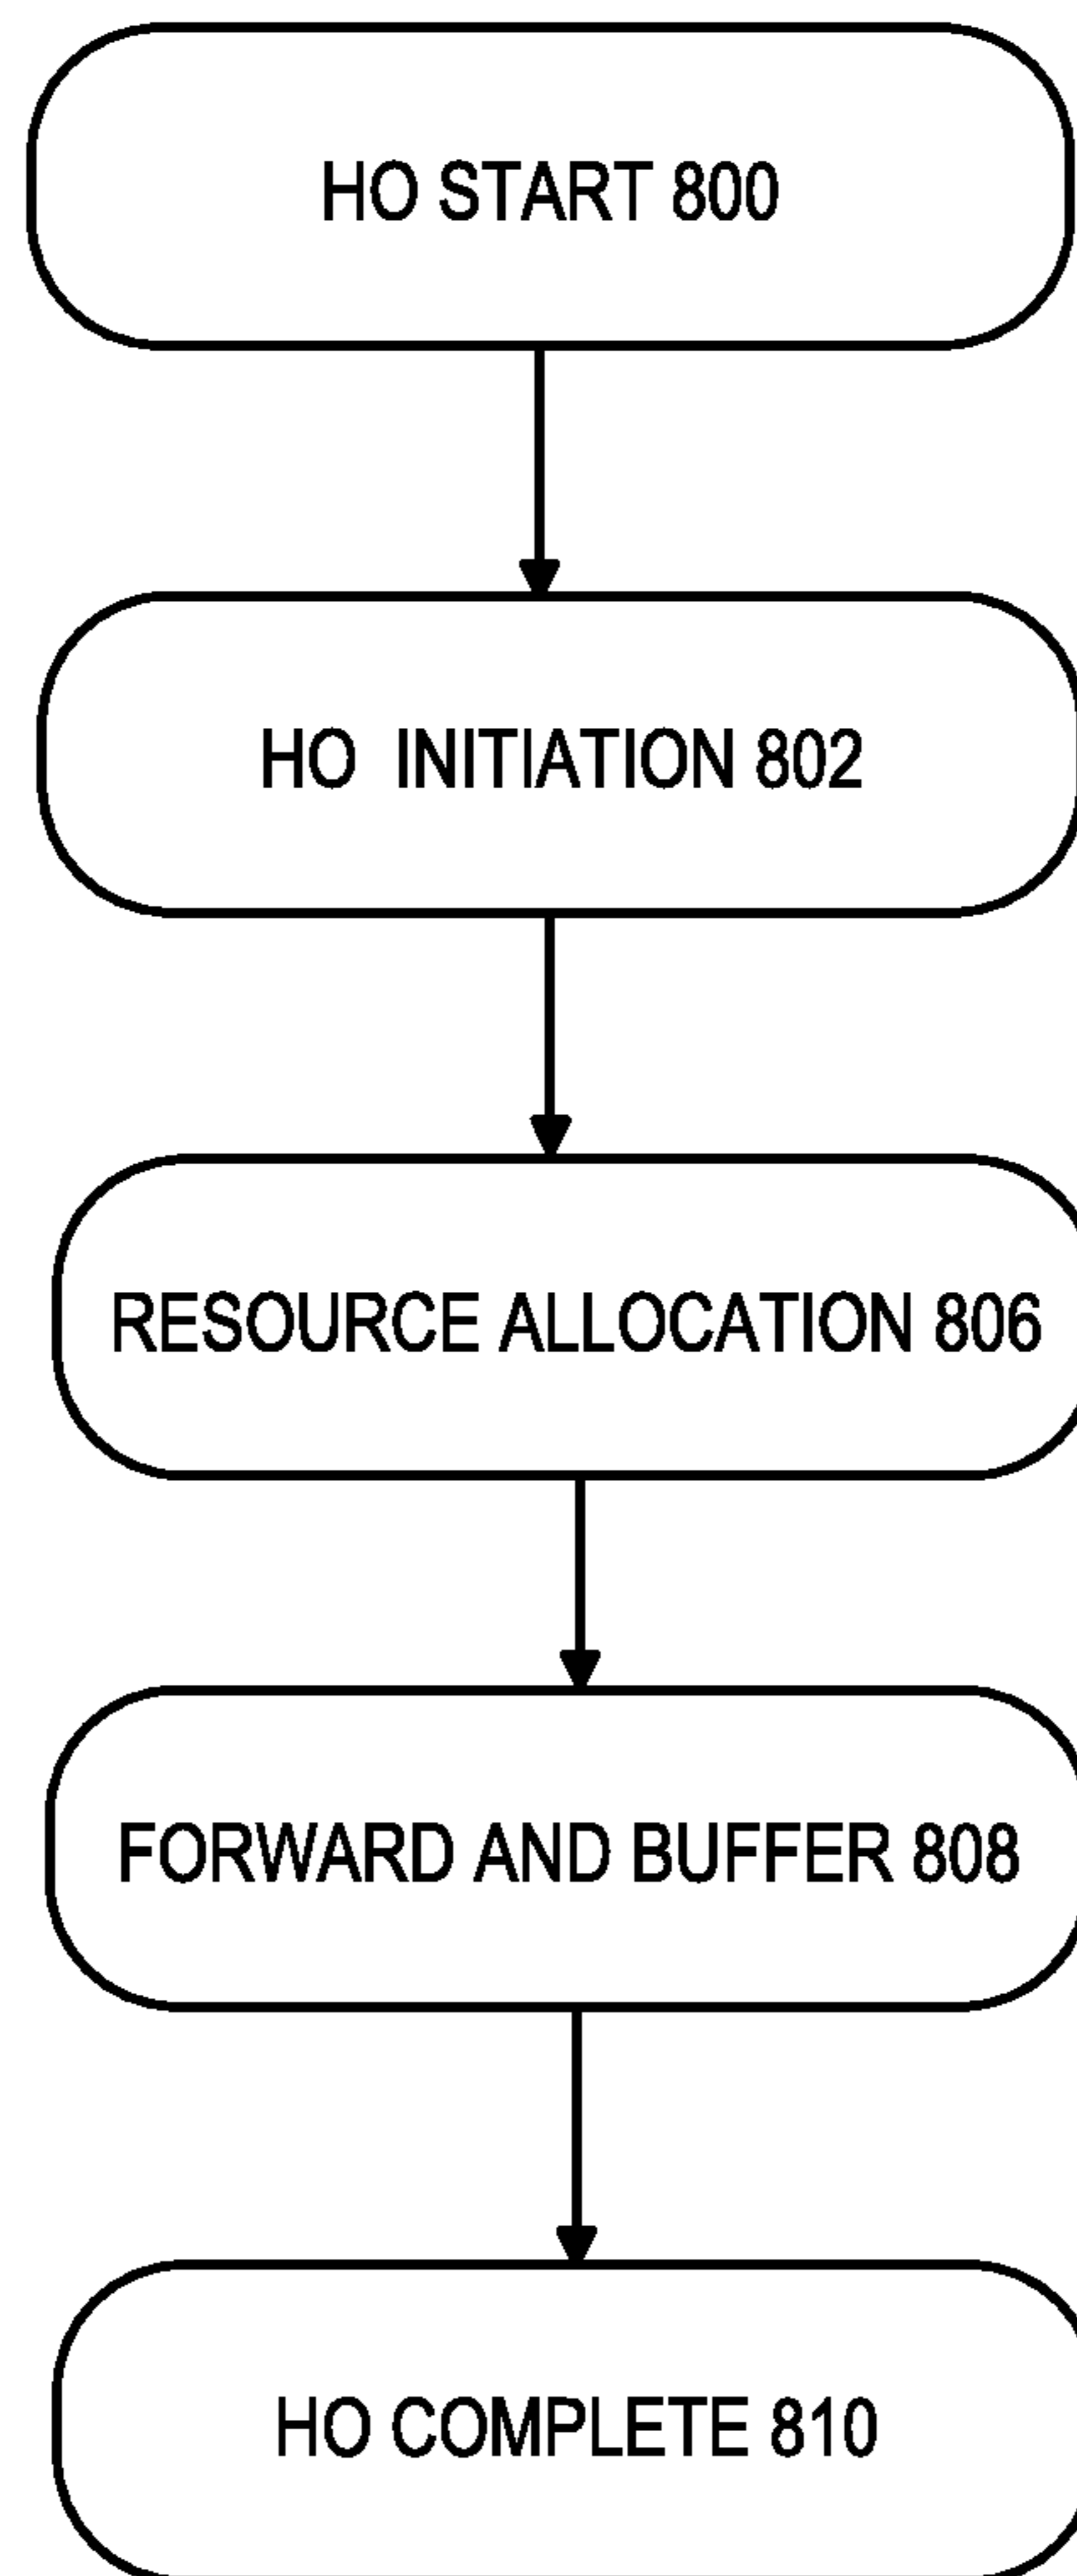 HO START 800
HO INITIATION 802
RESOURCE ALLOCATION 806
FORWARD AND BUFFER 808
HO COMPLETE 810